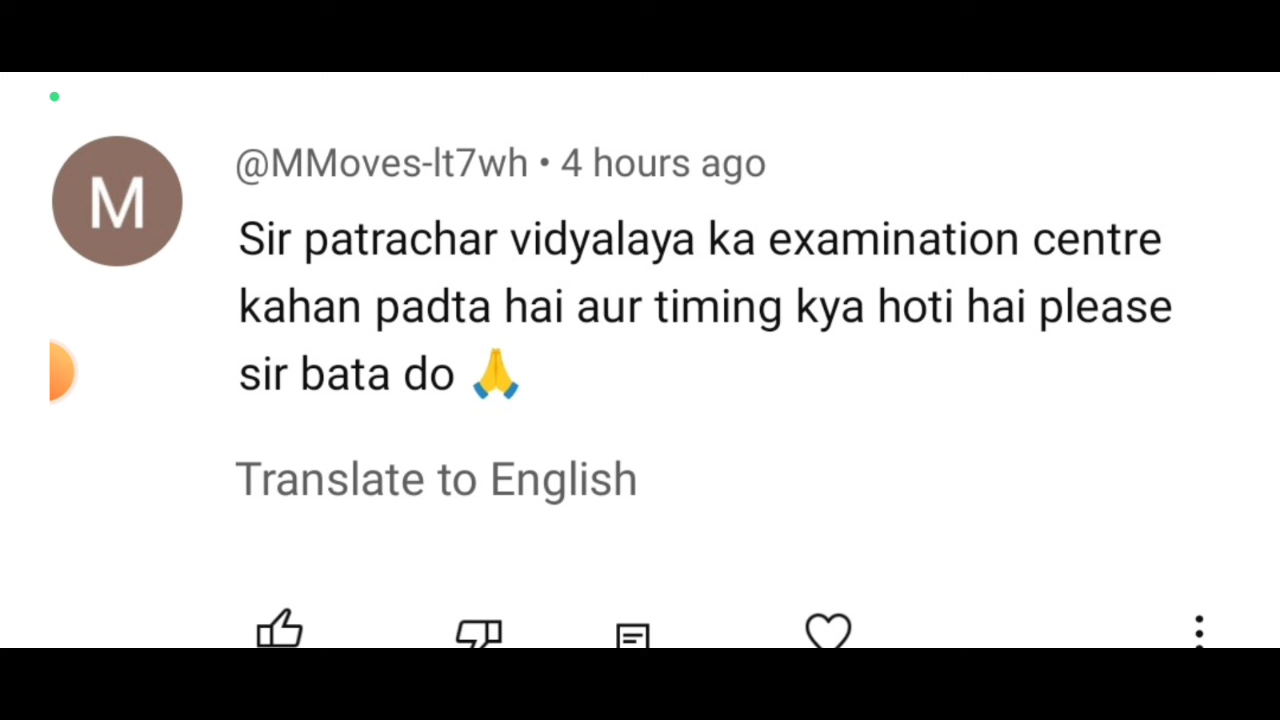 M
@MMoves-lt7wh • 4 hours ago
Sir patrachar vidyalaya ka examination centre
kahan padta hai aur timing kya hoti hai please
sir bata do 🙏
Translate to English